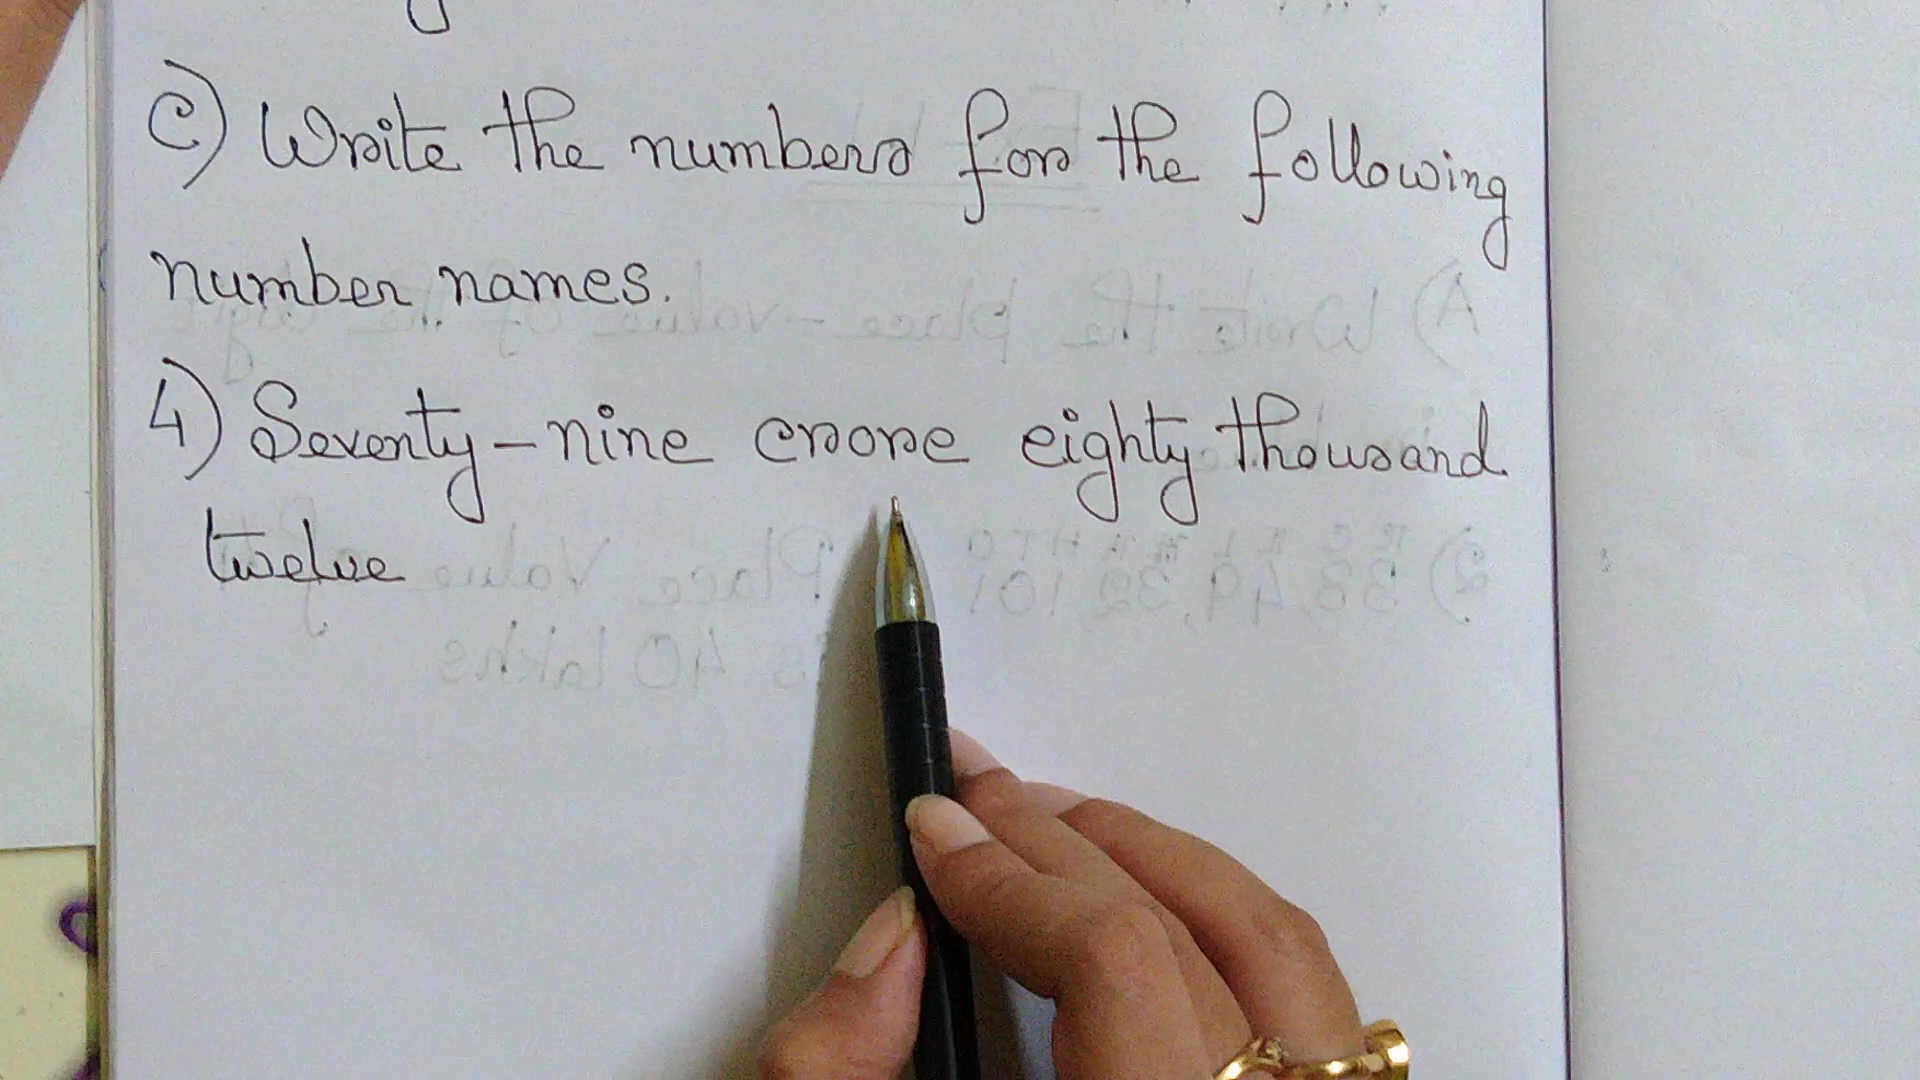 C) Write the numbers for the following
number names.
4) Seventy-nine crore eighty thousand
twelve